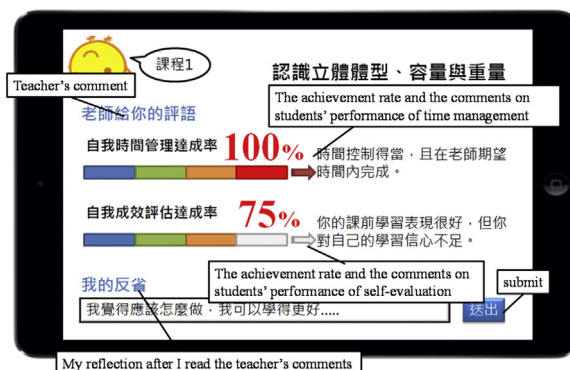 課程1
認識立體體型、容量與重量
Teacher's comment
老師給你的評語
The achievement rate and the comments on
students' performance of time management
自我時間管理達成率
100%
時間控制得當，且在老師期望
時間內完成。
自我成效評估達成率
75%
你的課前學習表現很好，但你
對自己的學習信心不足。
The achievement rate and the comments on
students' performance of self-evaluation
我的反省
submit
我覺得應該怎麼做，我可以學得更好.....
送出
My reflection after I read the teacher's comments